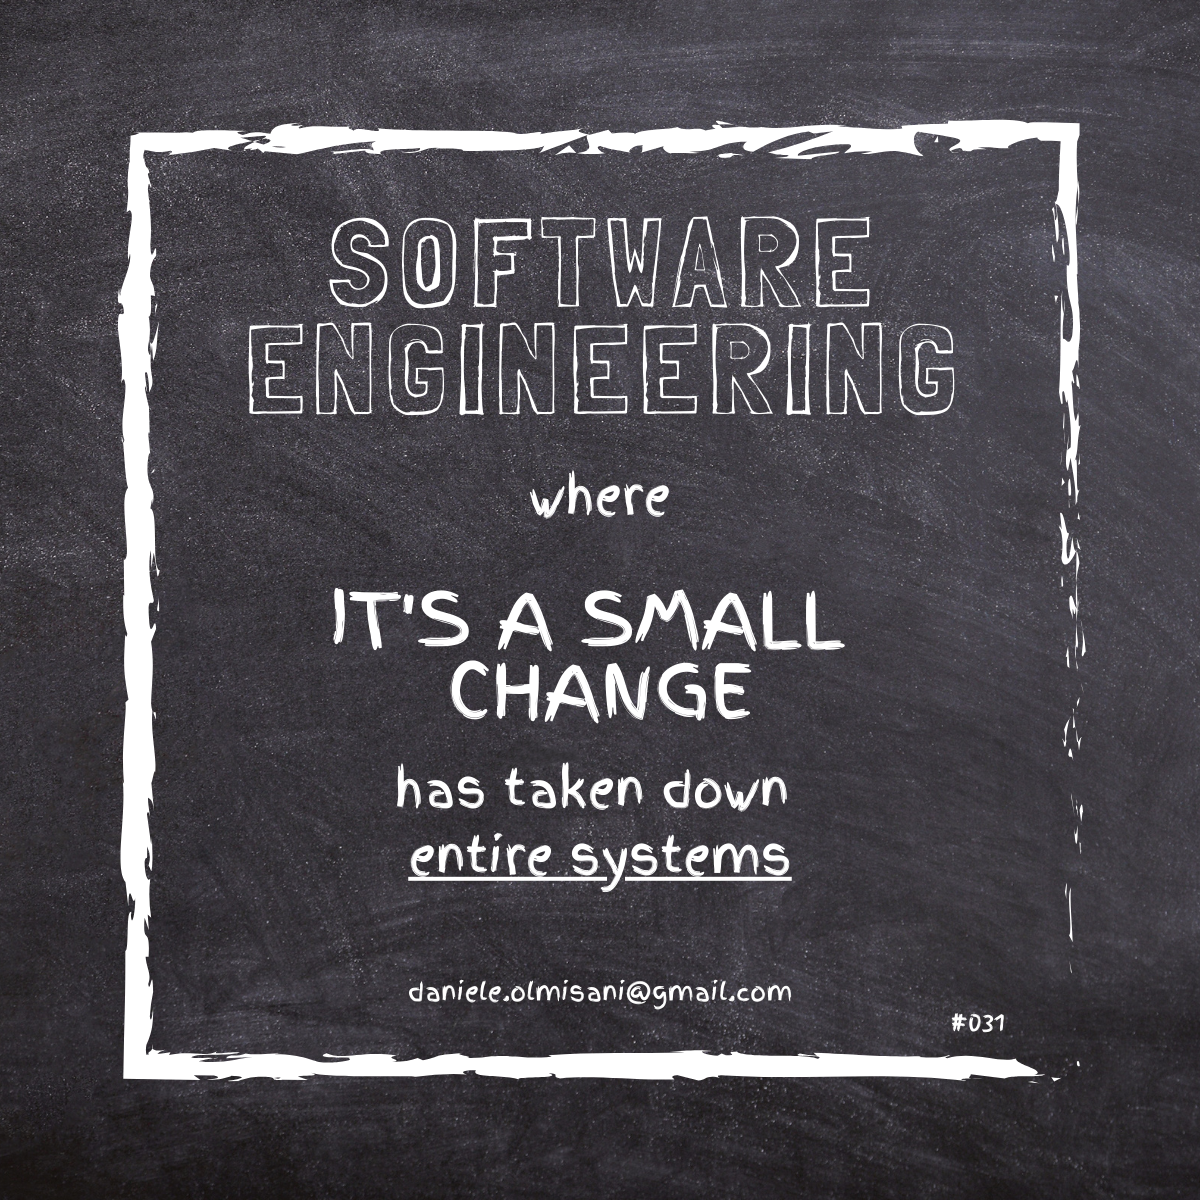 SOFTWARE
ENGINEERING
where
IT'S A SMALL
CHANGE
has taken down
entire systems
daniele.olmisani@gmail.com
#031